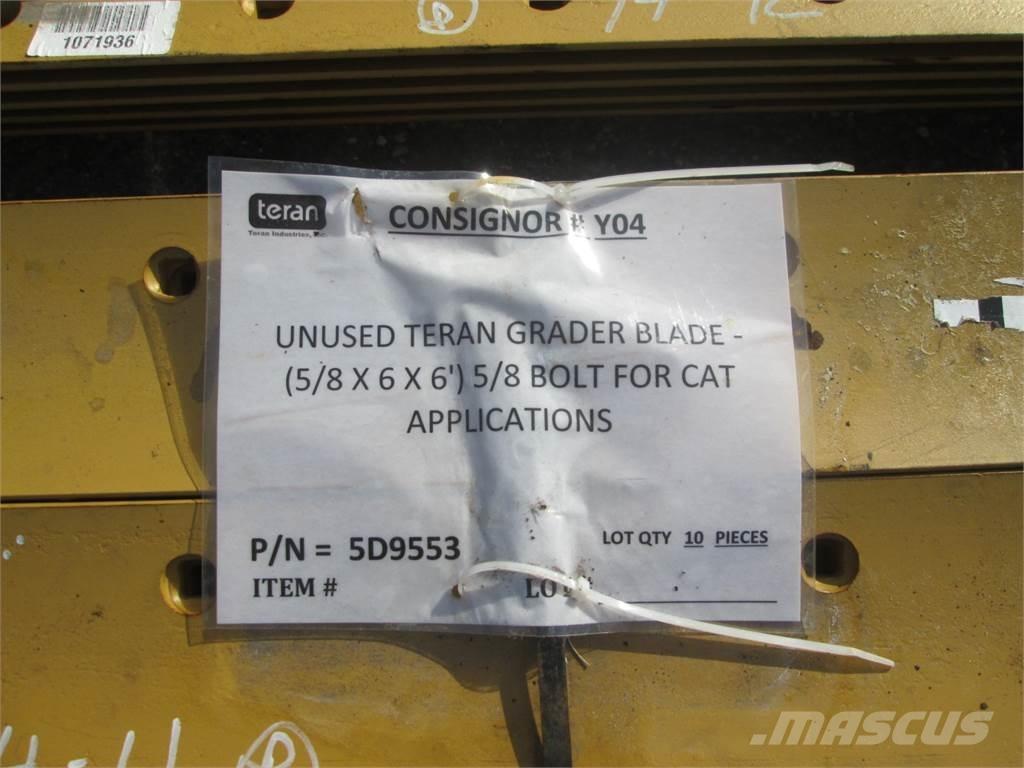 1071936
14 K
teran
Teran Industries, Inc.
CONSIGNOR # Y04
UNUSED TERAN GRADER BLADE -
(5/8 X 6 X 6') 5/8 BOLT FOR CAT
APPLICATIONS
P/N = 5D9553
LOT QTY 10 PIECES
ITEM #
MASCUS